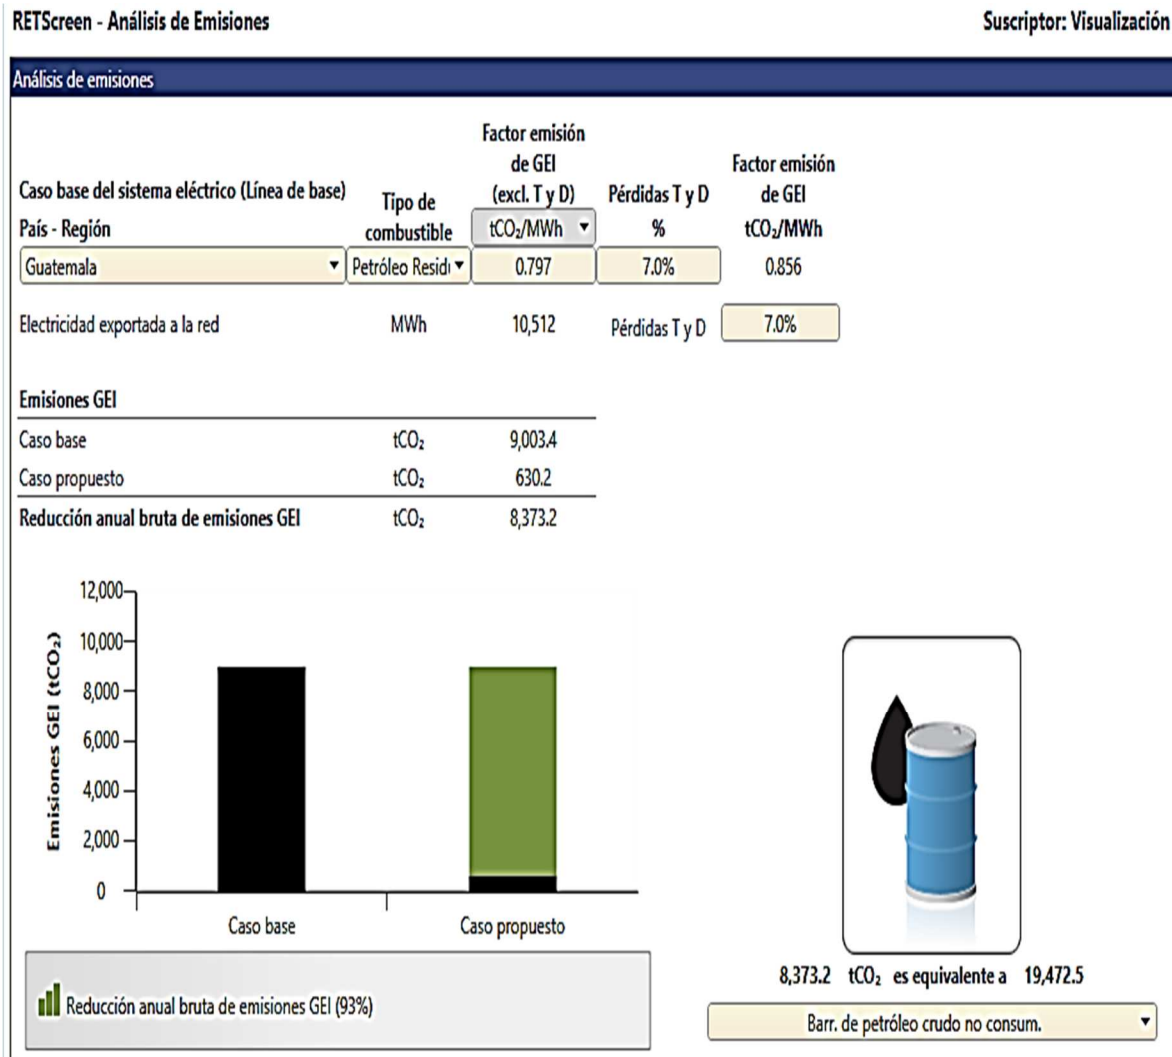 RETScreen - Análisis de Emisiones
Suscriptor: Visualización
Análisis de emisiones
Caso base del sistema eléctrico (Línea de base)
País - Región
Tipo de
combustible
Factor emisión
de GEI
(excl. T y D)
tCO₂/MWh
Pérdidas T y D
%
Factor emisión
de GEI
tCO₂/MWh
Guatemala Petróleo Resid 0.797 7.0% 0.856
Electricidad exportada a la red MWh 10,512 Pérdidas T y D 7.0%
Emisiones GEI
Caso base tCO₂ 9,003.4
Caso propuesto tCO₂ 630.2
Reducción anual bruta de emisiones GEI tCO₂ 8,373.2
Emisiones GEI (tCO₂)
12,000
10,000
8,000
6,000
4,000
2,000
0
Caso base Caso propuesto
Reducción anual bruta de emisiones GEI (93%)
8,373.2 tCO₂ es equivalente a 19,472.5
Barr. de petróleo crudo no consum.